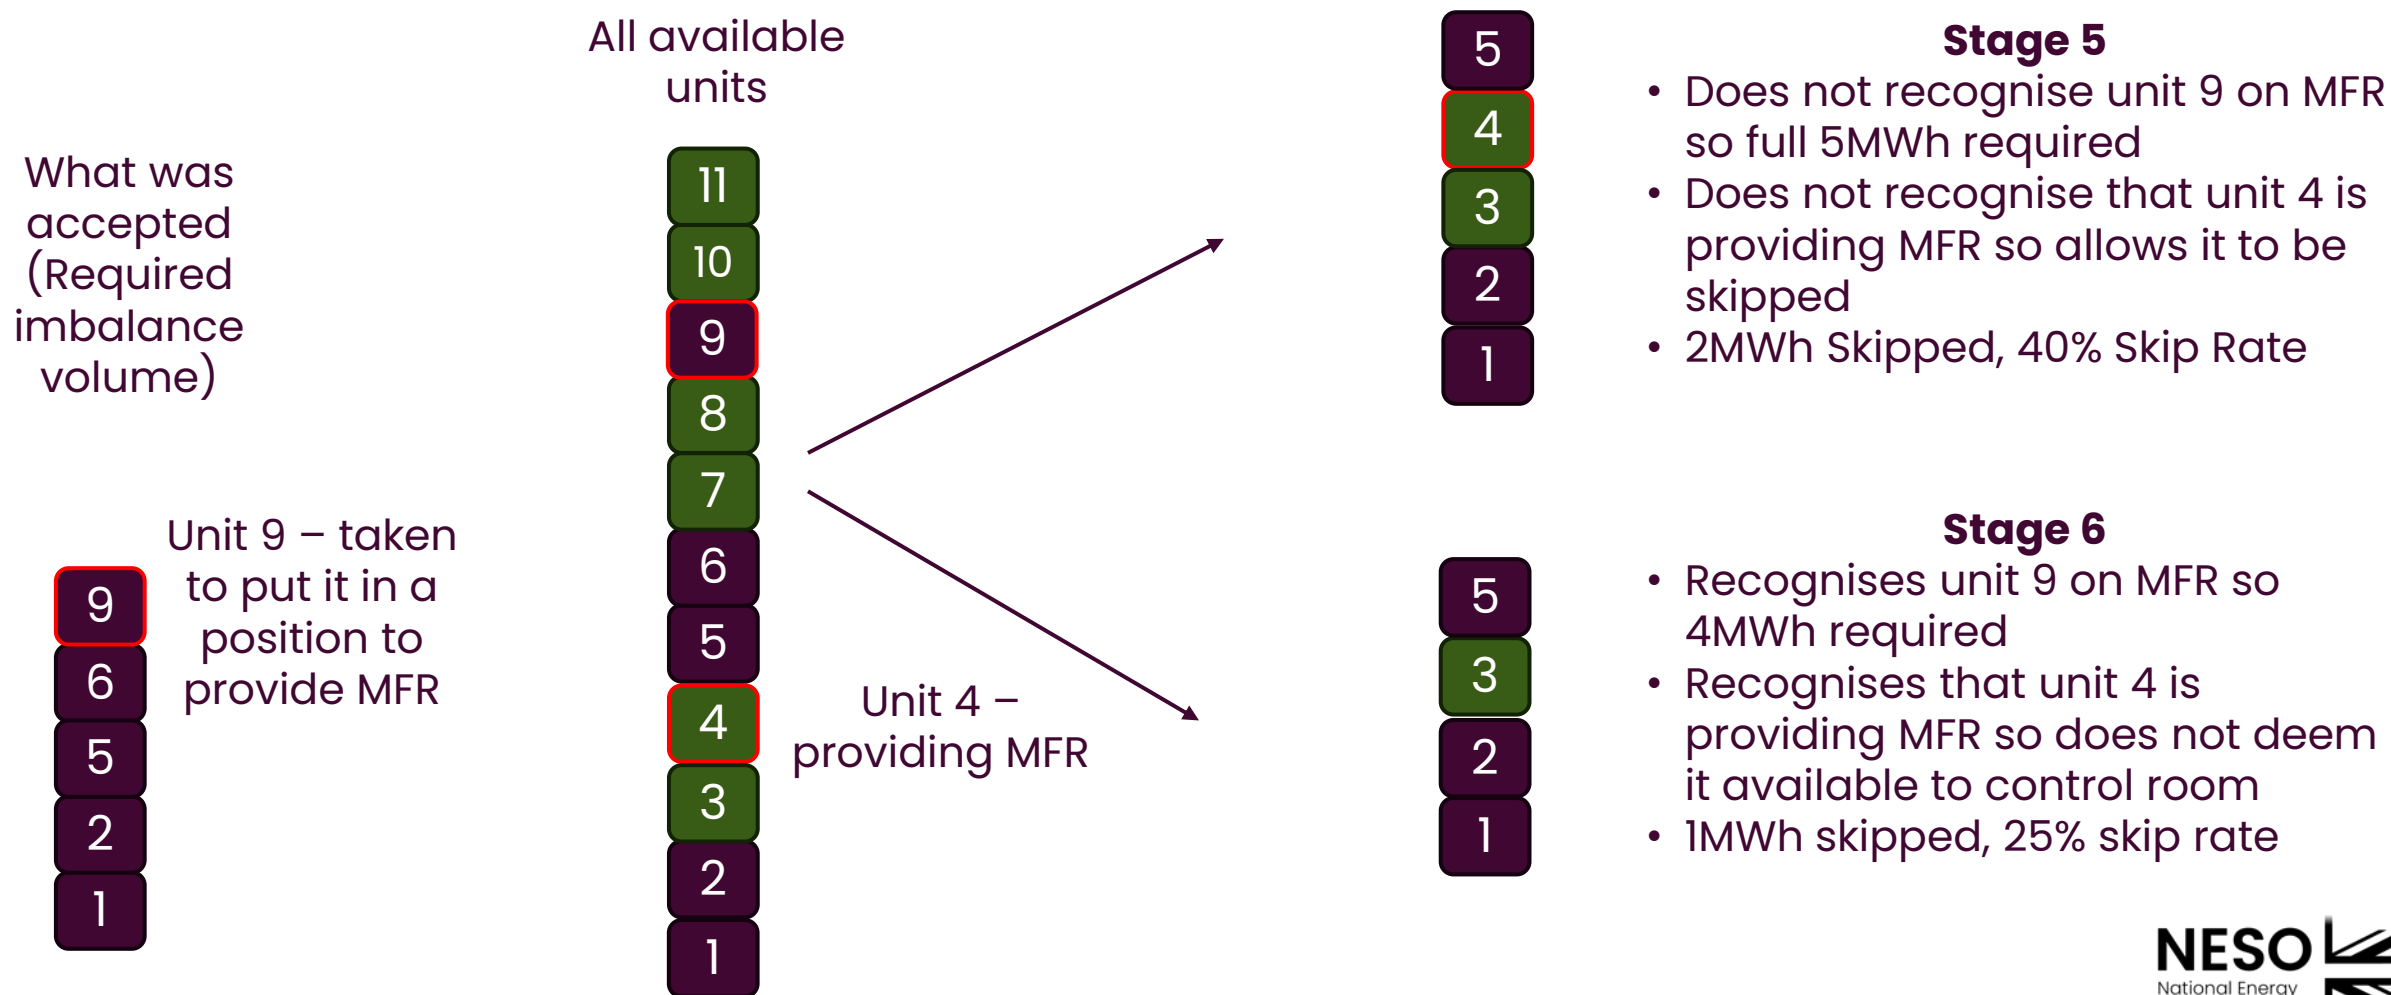 What was
accepted
(Required
imbalance
volume)
9
6
5
2
1
Unit 9 – taken
to put it in a
position to
provide MFR
All available
units
11
10
9
8
7
6
5
4
3
2
1
Unit 4 –
providing MFR
5
4
3
2
1
Stage 5
• Does not recognise unit 9 on MFR
so full 5MWh required
• Does not recognise that unit 4 is
providing MFR so allows it to be
skipped
• 2MWh Skipped, 40% Skip Rate
5
3
2
1
Stage 6
• Recognises unit 9 on MFR so
4MWh required
• Recognises that unit 4 is
providing MFR so does not deem
it available to control room
• 1MWh skipped, 25% skip rate
NESO
National Energy